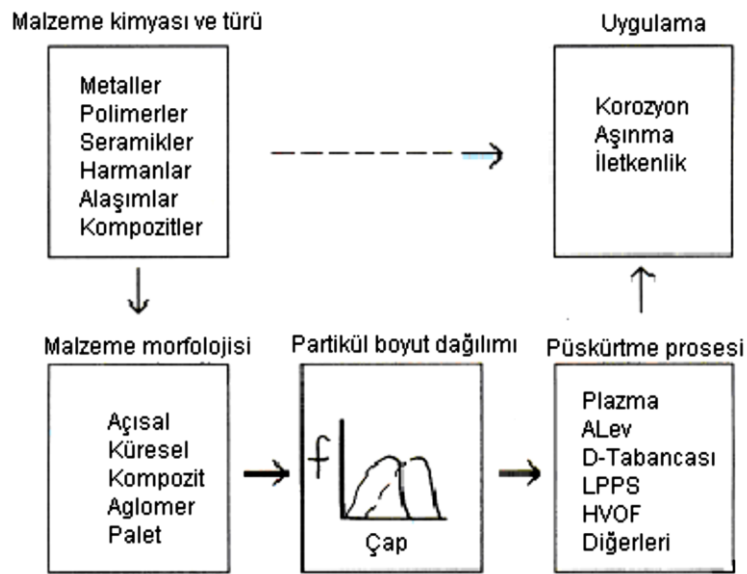 Malzeme kimyası ve türü
Metaller
Polimerler
Seramikler
Harmanlar
Alaşımlar
Kompozitler
Uygulama
Korozyon
Aşınma
İletkenlik
Malzeme morfolojisi
Açısal
Küresel
Kompozit
Aglomer
Palet
Partikül boyut dağılımı
f
Çap
Püskürtme prosesi
Plazma
ALev
D-Tabancası
LPPS
HVOF
Diğerleri